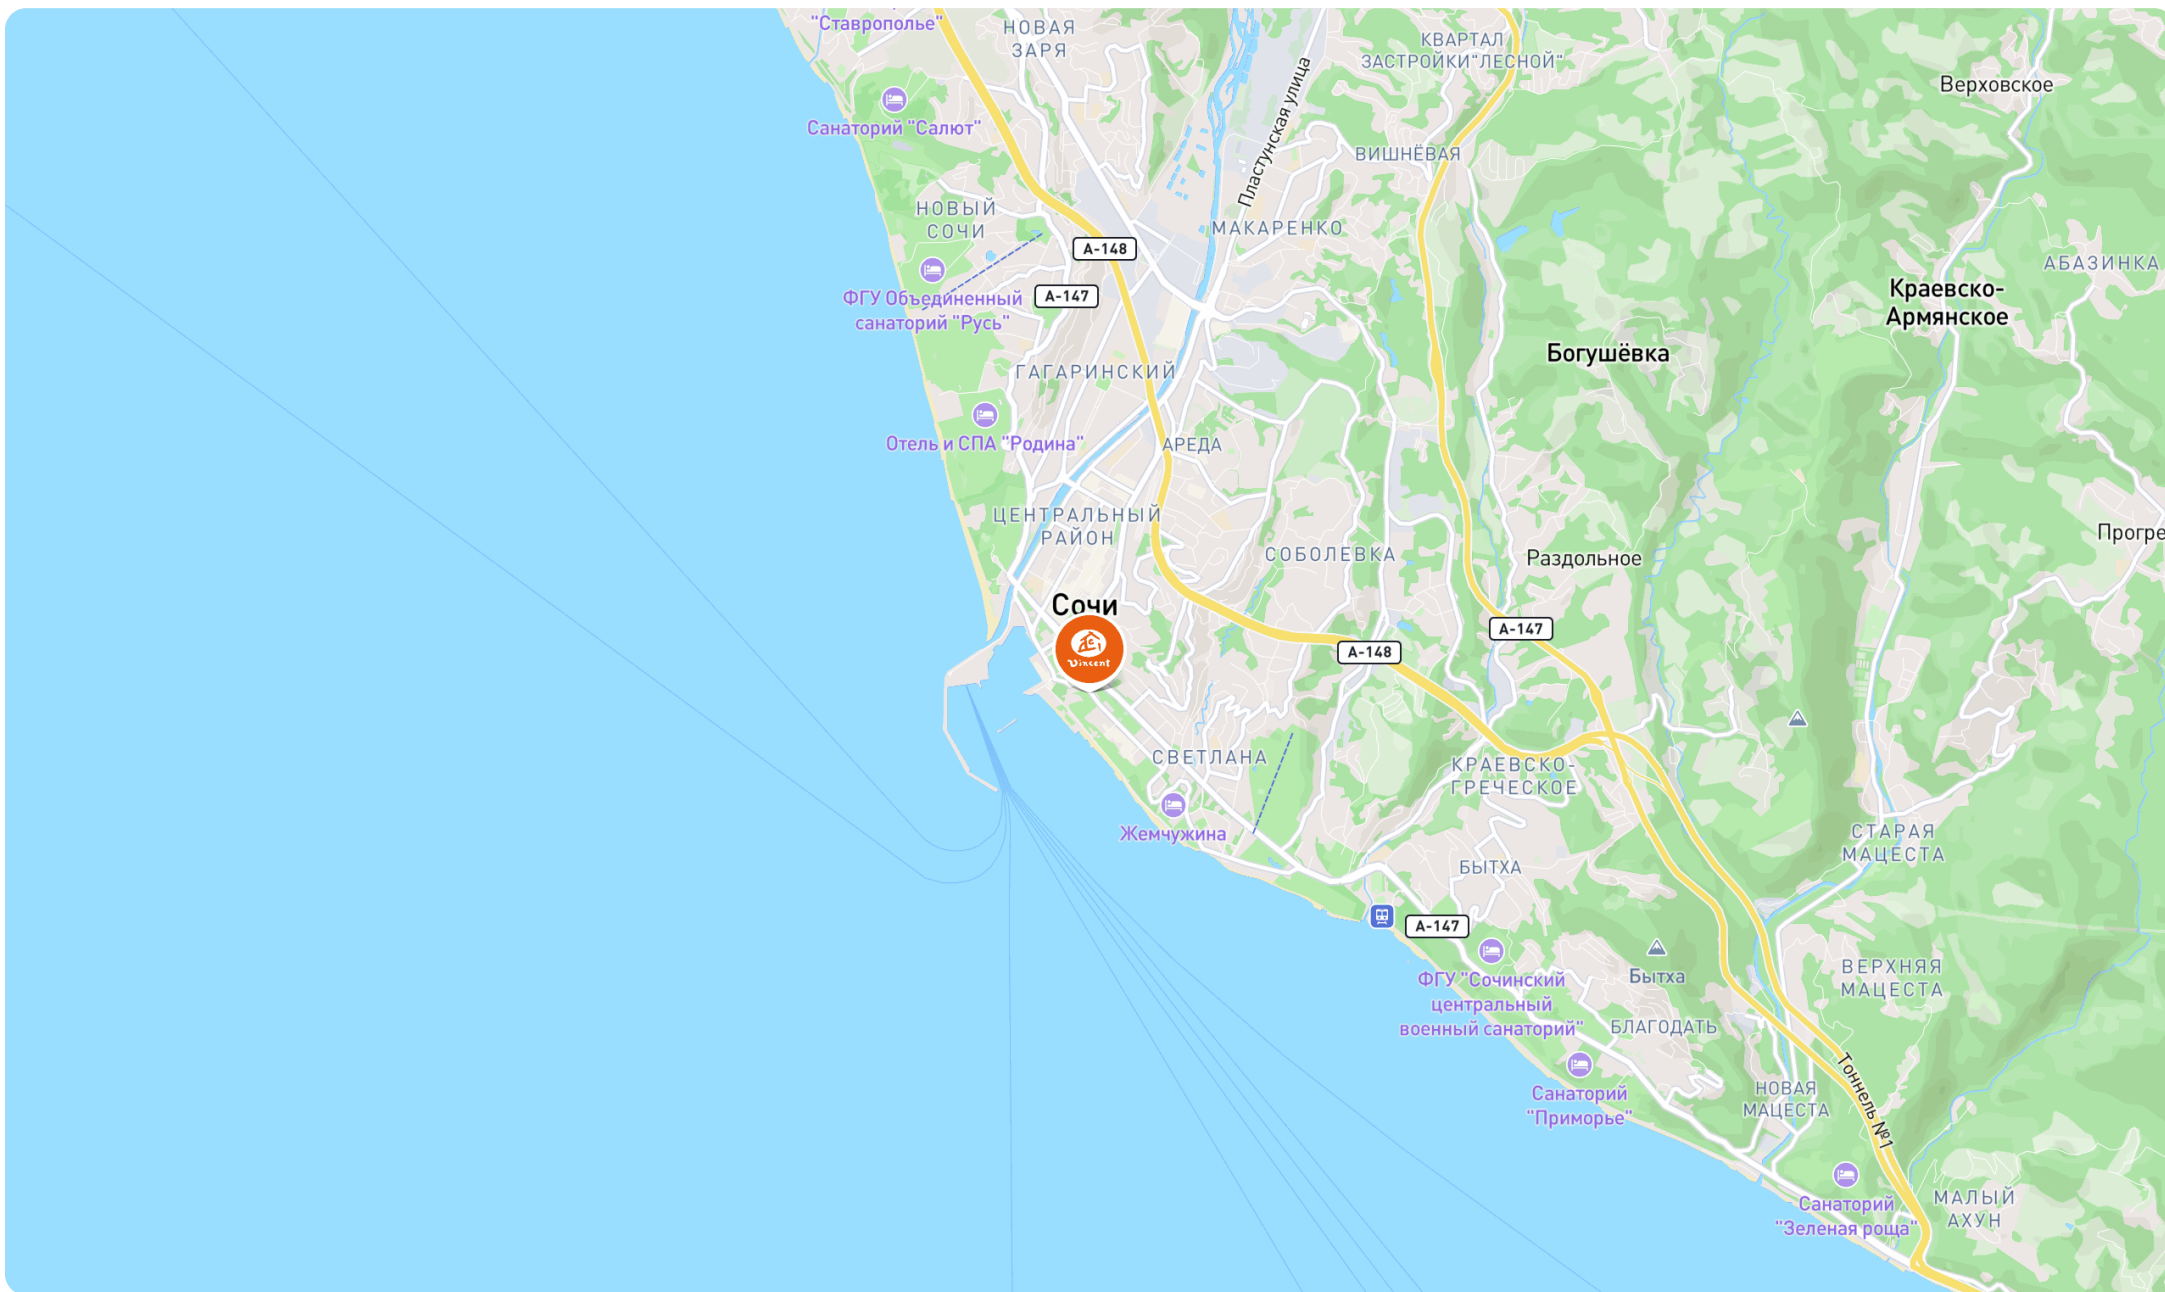 "Ставрополье"
НОВАЯ
ЗАРЯ
КВАРТАЛ
ЗАСТРОЙКИ"ЛЕСНОЙ"
Верховское
Санаторий "Салют"
Пластунская улица
ВИШНЁВАЯ
НОВЫЙ
СОЧИ
МАКАРЕНКО
А-148
АБАЗИНКА
ФГУ Объединенный
санаторий "Русь"
А-147
Краевско-
Армянское
Богушёвка
ГАГАРИНСКИЙ
Отель и СПА "Родина"
АРЕДА
ЦЕНТРАЛЬНЫЙ
РАЙОН
Прогре
СОБОЛЕВКА
Раздольное
Сочи
Vincent
А-147
А-148
СВЕТЛАНА
КРАЕВСКО-
ГРЕЧЕСКОЕ
Жемчужина
СТАРАЯ
МАЦЕСТА
БЫТХА
А-147
ФГУ "Сочинский
центральный
военный санаторий"
Бытха
ВЕРХНЯЯ
МАЦЕСТА
БЛАГОДАТЬ
Санаторий
"Приморье"
НОВАЯ
МАЦЕСТА
Тоннель №1
Санаторий
"Зеленая роща"
МАЛЫЙ
АХУН